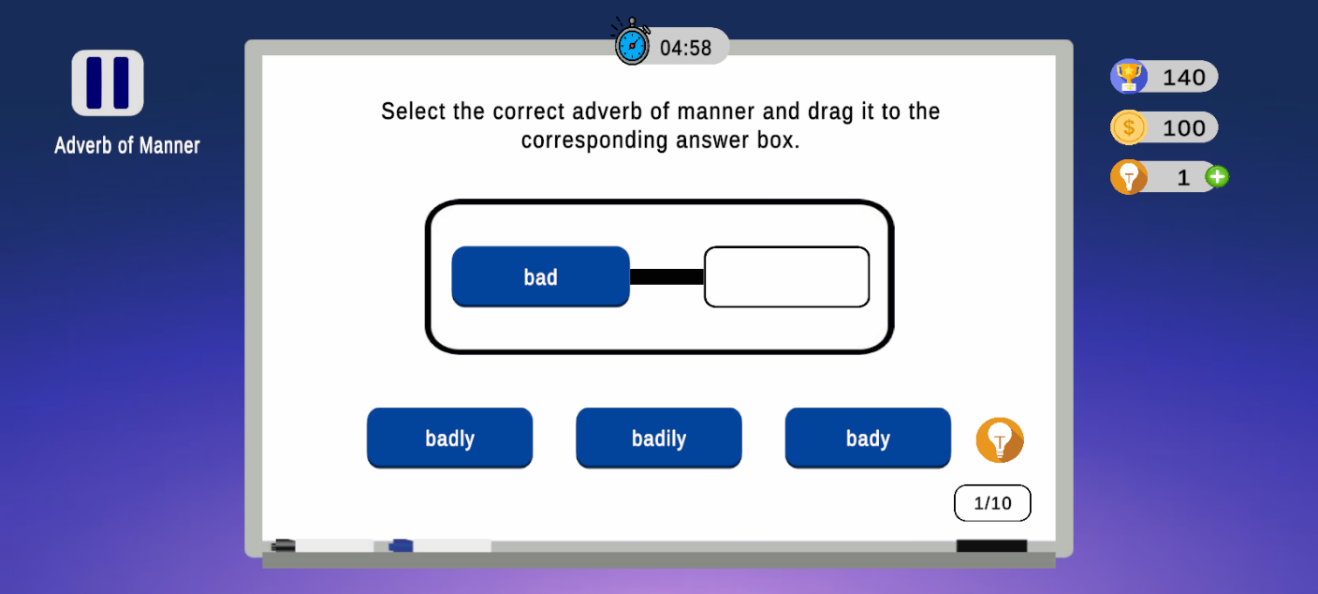 04:58
Adverb of Manner
140
100
1
Select the correct adverb of manner and drag it to the
corresponding answer box.
bad
badly
badily
bady
1/10